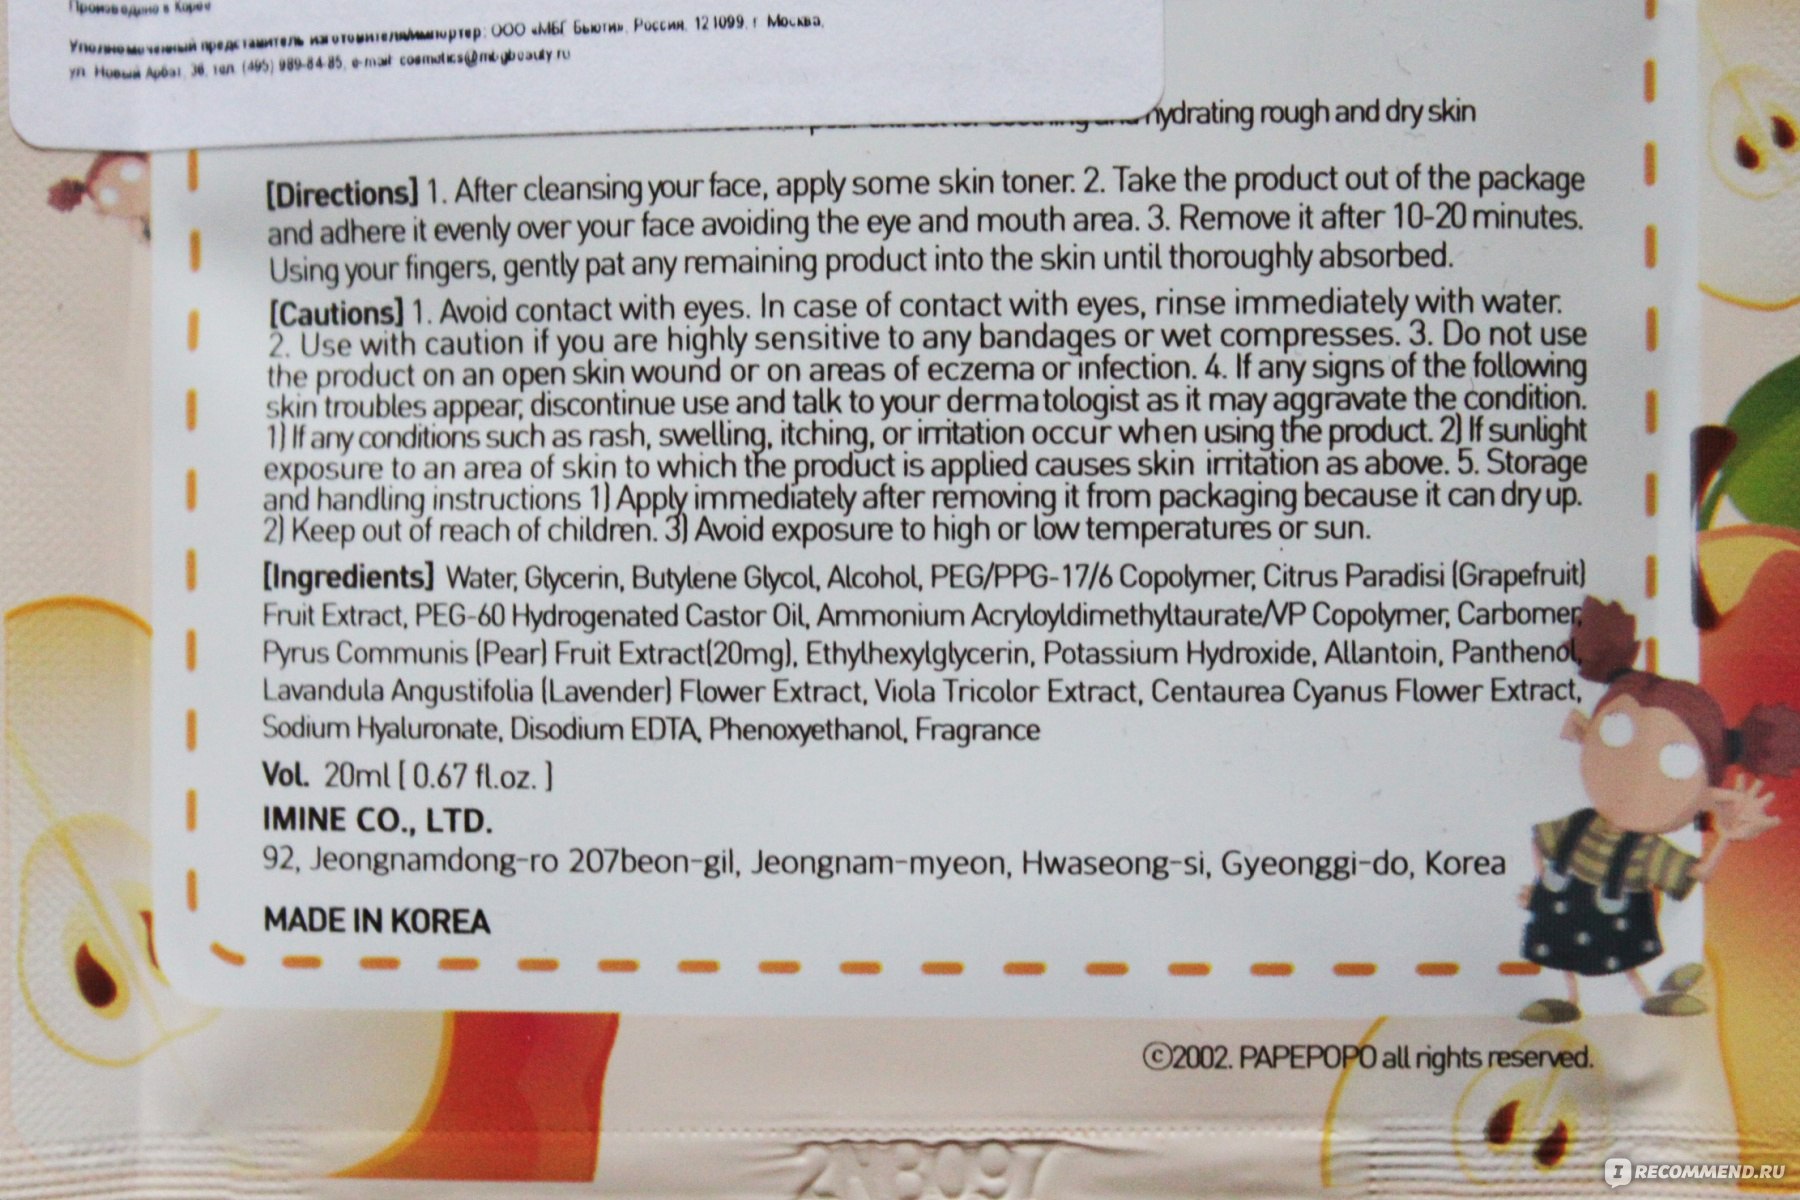 Произведено в Корее
Уполномоченный представитель изготовителя/импортер: ООО «МБГ Бьюти», Россия, 121099, г. Москва,
ул. Новый Арбат, 36, тел. (495) 989-84-85, e-mail: cosmetics@mbgbeauty.ru
hydrating rough and dry skin
[Directions] 1. After cleansing your face, apply some skin toner. 2. Take the product out of the package
and adhere it evenly over your face avoiding the eye and mouth area. 3. Remove it after 10-20 minutes.
Using your fingers, gently pat any remaining product into the skin until thoroughly absorbed.
[Cautions] 1. Avoid contact with eyes. In case of contact with eyes, rinse immediately with water.
2. Use with caution if you are highly sensitive to any bandages or wet compresses. 3. Do not use
the product on an open skin wound or on areas of eczema or infection. 4. If any signs of the following
skin troubles appear, discontinue use and talk to your dermatologist as it may aggravate the condition.
1) If any conditions such as rash, swelling, itching, or irritation occur when using the product. 2) If sunlight
exposure to an area of skin to which the product is applied causes skin irritation as above. 5. Storage
and handling instructions 1) Apply immediately after removing it from packaging because it can dry up.
2) Keep out of reach of children. 3) Avoid exposure to high or low temperatures or sun.
[Ingredients] Water, Glycerin, Butylene Glycol, Alcohol, PEG/PPG-17/6 Copolymer, Citrus Paradisi (Grapefruit)
Fruit Extract, PEG-60 Hydrogenated Castor Oil, Ammonium Acryloyldimethyltaurate/VP Copolymer, Carbomer,
Pyrus Communis (Pear) Fruit Extract(20mg), Ethylhexylglycerin, Potassium Hydroxide, Allantoin, Panthenol,
Lavandula Angustifolia (Lavender) Flower Extract, Viola Tricolor Extract, Centaurea Cyanus Flower Extract,
Sodium Hyaluronate, Disodium EDTA, Phenoxyethanol, Fragrance
Vol. 20ml [ 0.67 fl.oz. ]
IMINE CO., LTD.
92, Jeongnamdong-ro 207beon-gil, Jeongnam-myeon, Hwaseong-si, Gyeonggi-do, Korea
MADE IN KOREA
©2002. PAPEPOPO all rights reserved.
IRECOMMEND.RU